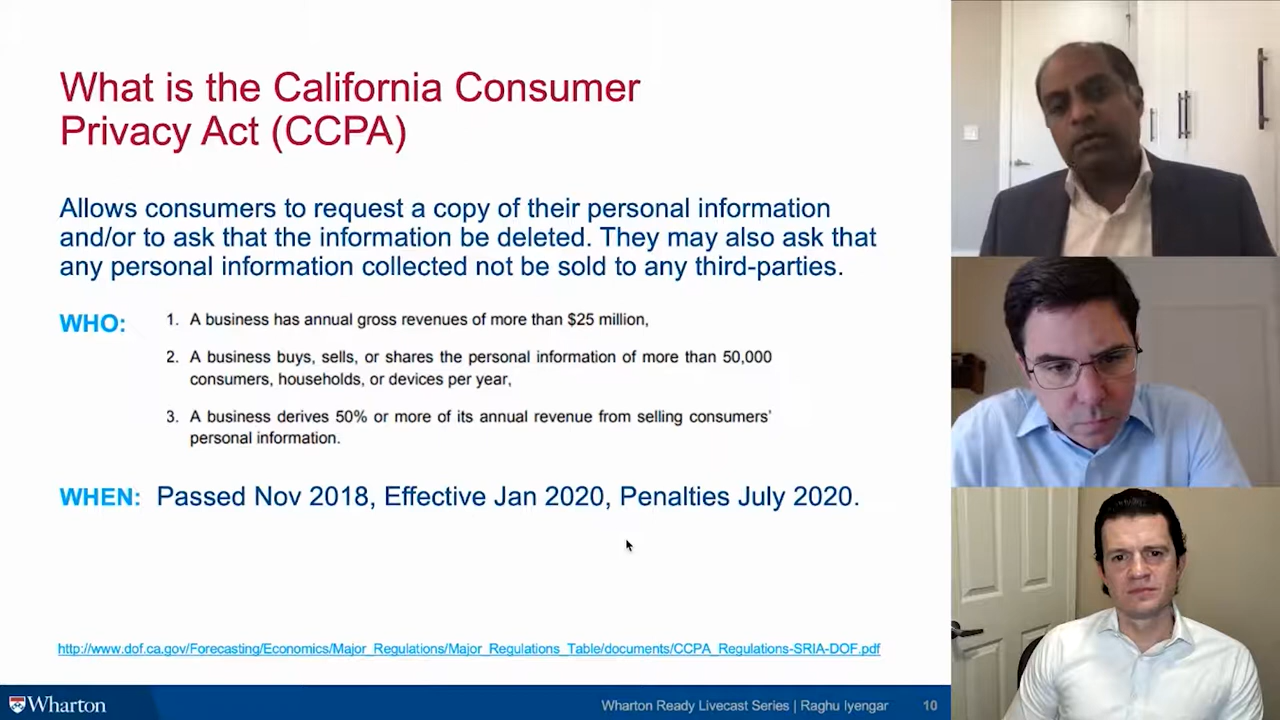 What is the California Consumer
Privacy Act (CCPA)
Allows consumers to request a copy of their personal information
and/or to ask that the information be deleted. They may also ask that
any personal information collected not be sold to any third-parties.
WHO:
1. A business has annual gross revenues of more than $25 million,
2. A business buys, sells, or shares the personal information of more than 50,000
consumers, households, or devices per year,
3. A business derives 50% or more of its annual revenue from selling consumers'
personal information.
WHEN: Passed Nov 2018, Effective Jan 2020, Penalties July 2020.
http://www.dof.ca.gov/Forecasting/Economics/Major_Regulations/Major_Regulations_Table/documents/CCPA_Regulations-SRIA-DOF.pdf
Wharton
Wharton Ready Livecast Series | Raghu Iyengar 10